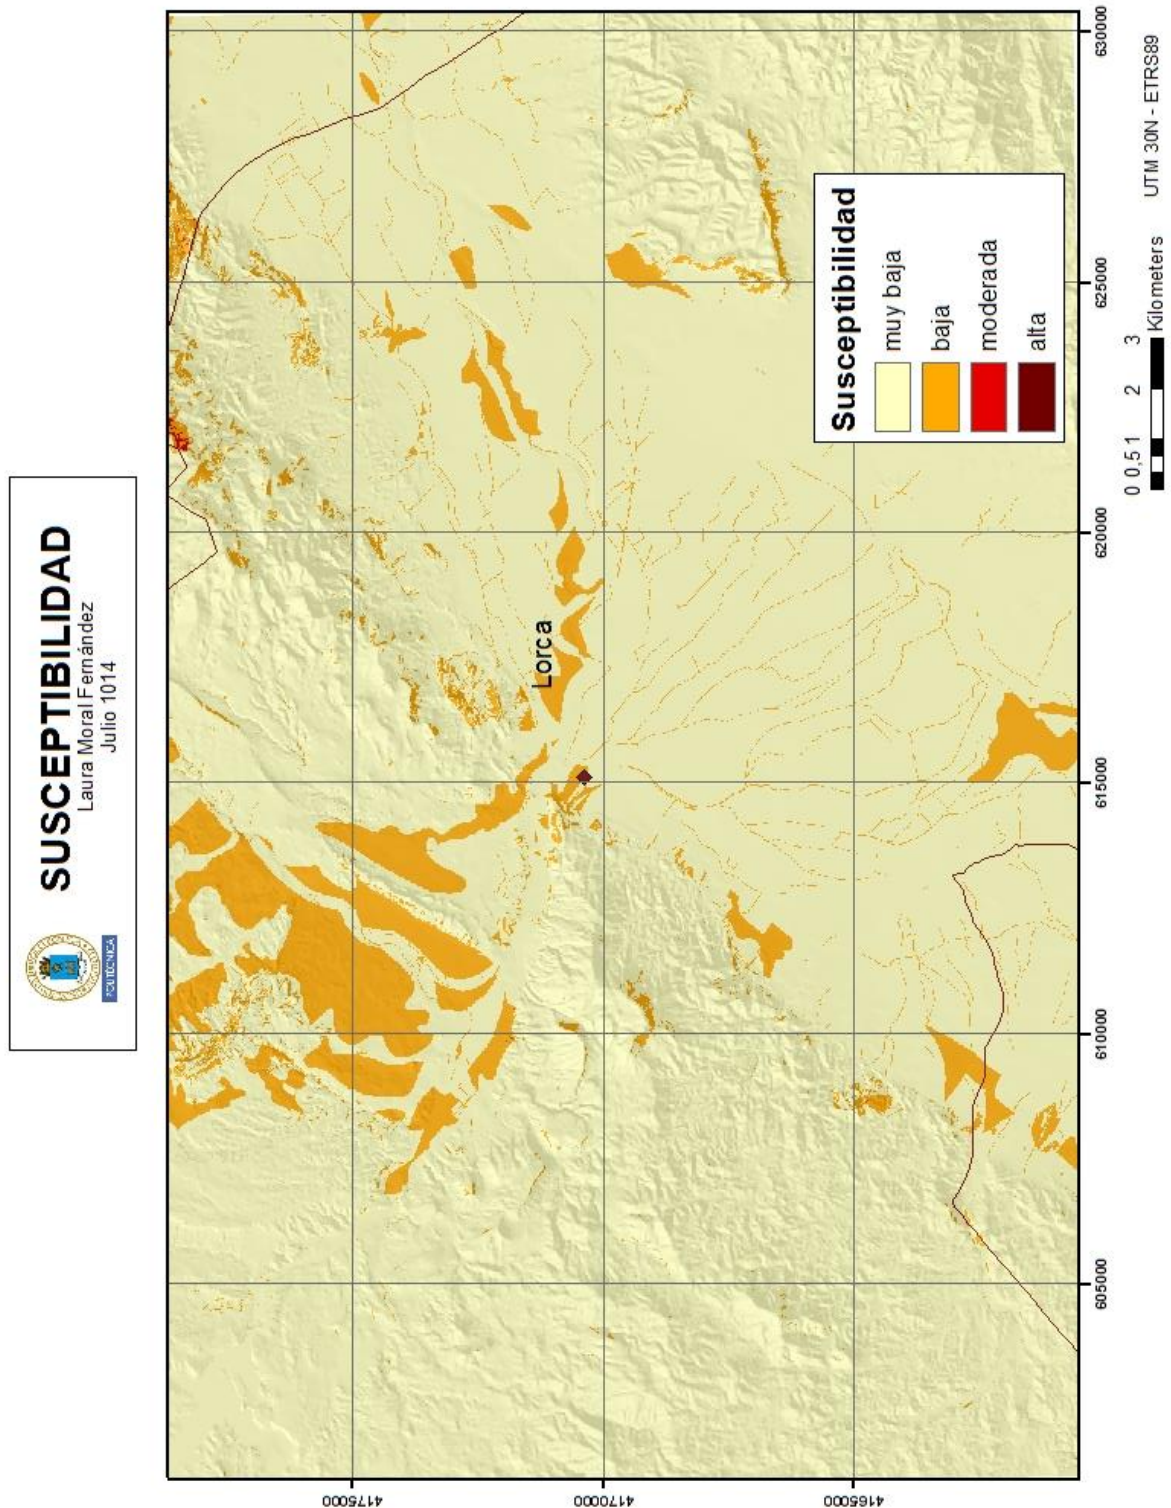 SUSCEPTIBILIDAD
Laura Moral Fernández
Julio 1014
POLITÉCNICA
Lorca
Susceptibilidad
muy baja
baja
moderada
alta
4175000
4170000
4165000
605000
610000
615000
620000
625000
630000
0 0,5 1 2 3
Kilometers
UTM 30N - ETRS89